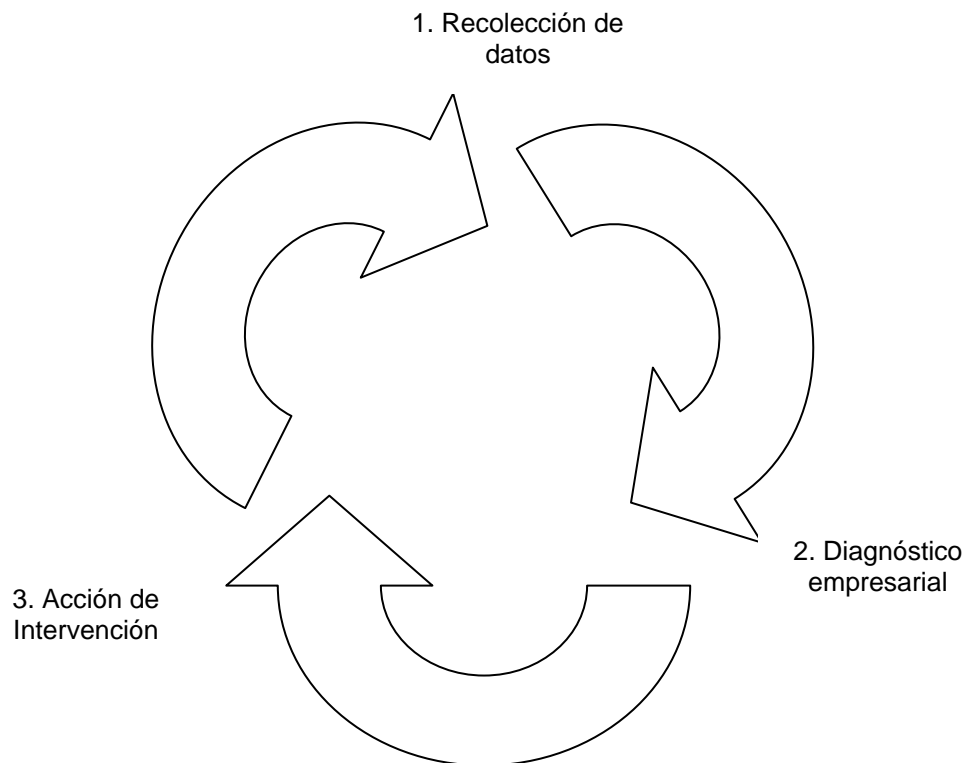 1. Recolección de
datos
2. Diagnóstico
empresarial
3. Acción de
Intervención